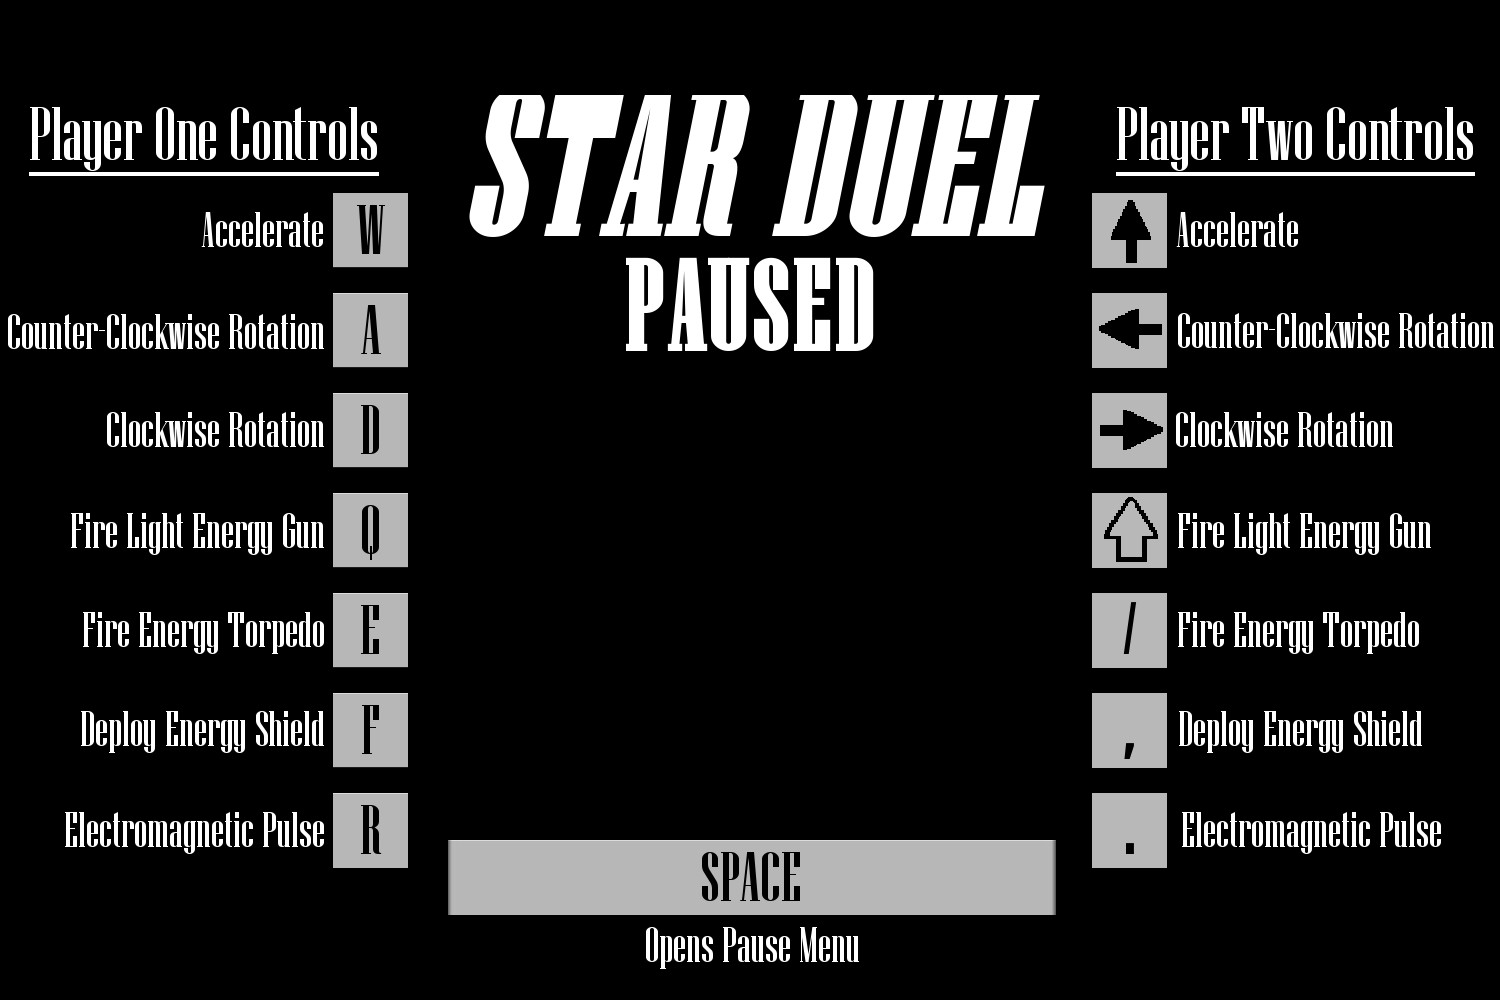 STAR DUEL
PAUSED
Player One Controls
Accelerate W
Counter-Clockwise Rotation A
Clockwise Rotation D
Fire Light Energy Gun Q
Fire Energy Torpedo E
Deploy Energy Shield F
Electromagnetic Pulse R
Player Two Controls
Accelerate
Counter-Clockwise Rotation
Clockwise Rotation
Fire Light Energy Gun
/ Fire Energy Torpedo
, Deploy Energy Shield
. Electromagnetic Pulse
SPACE
Opens Pause Menu